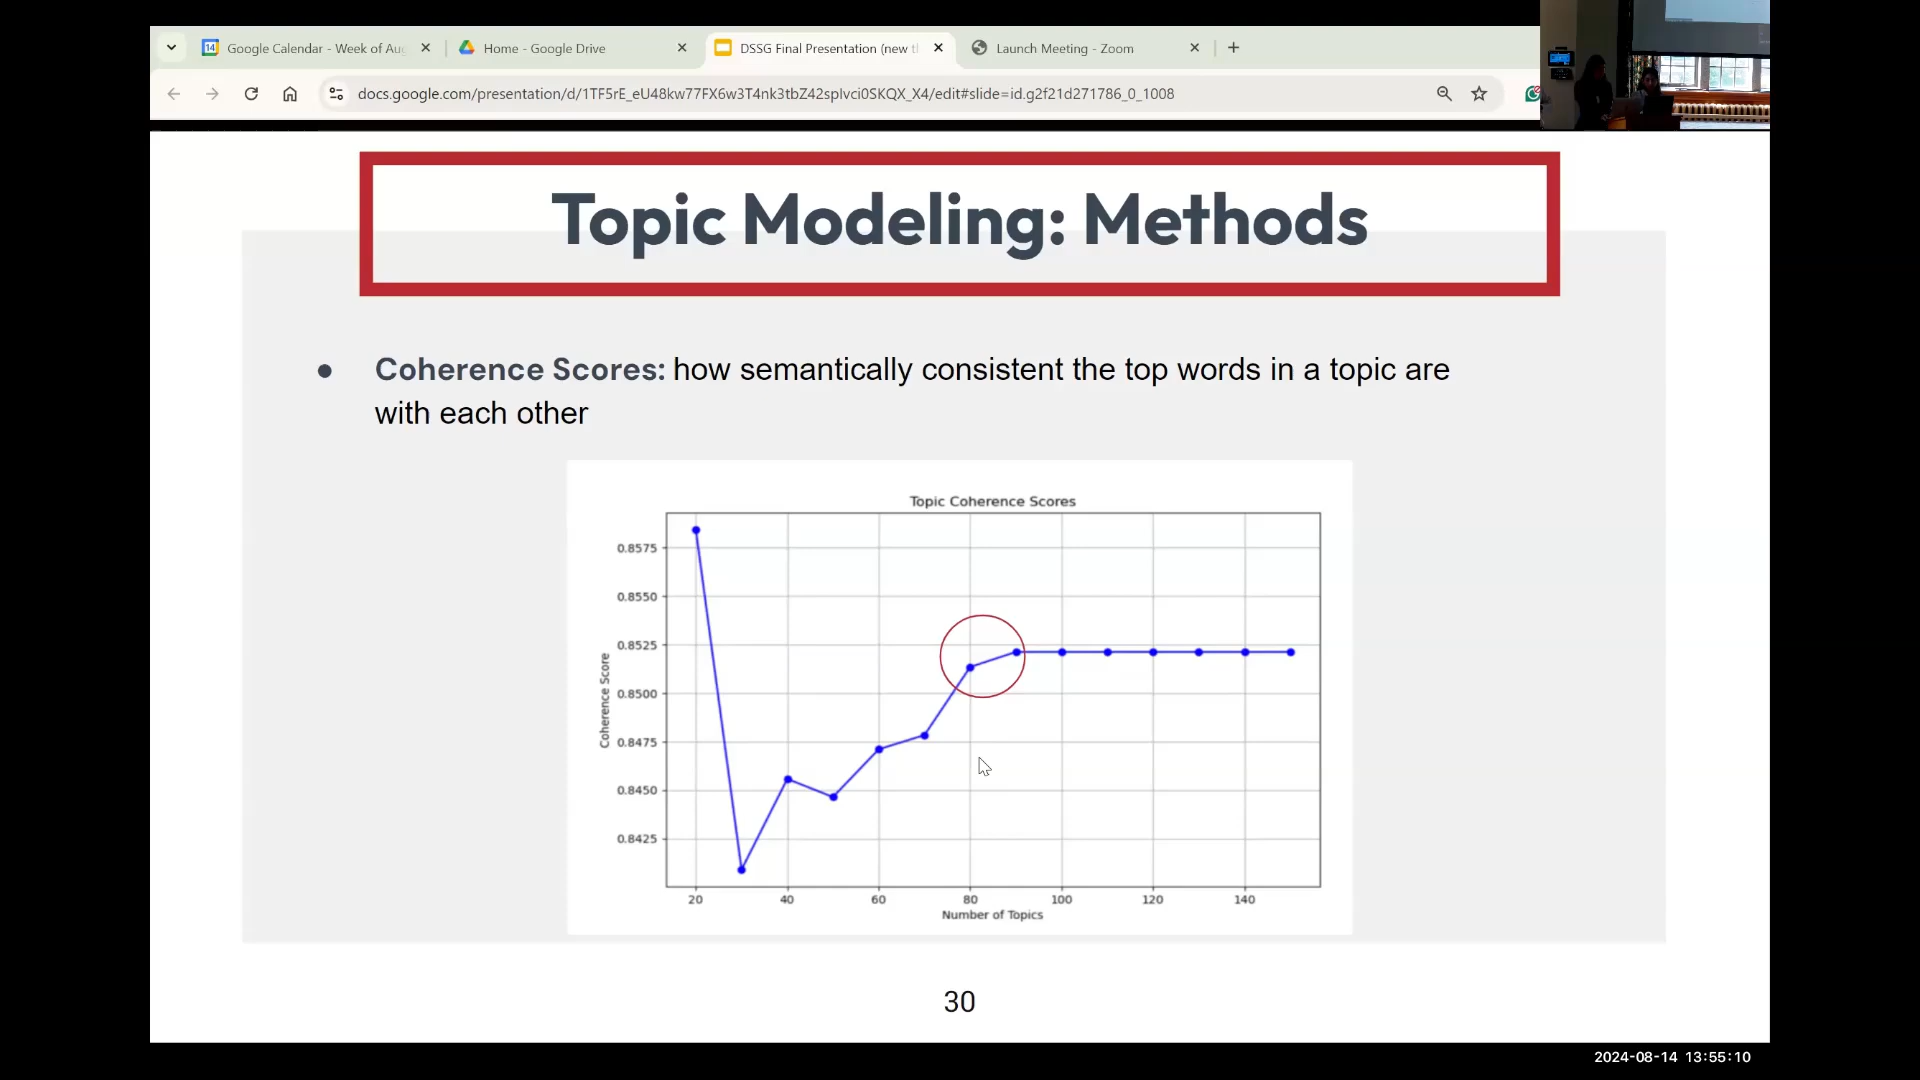 14 Google Calendar - Week of Au
Home - Google Drive
DSSG Final Presentation (new t
Launch Meeting - Zoom
docs.google.com/presentation/d/1TF5rE_eU48kw77FX6w3T4nk3tbZ42spIvci0SKQX_X4/edit#slide=id.g2f21d271786_0_1008
Topic Modeling: Methods
● Coherence Scores: how semantically consistent the top words in a topic are
with each other
Topic Coherence Scores
0.8575
0.8550
0.8525
0.8500
0.8475
0.8450
0.8425
Coherence Score
20 40 60 80 100 120 140
Number of Topics
30
2024-08-14 13:55:10